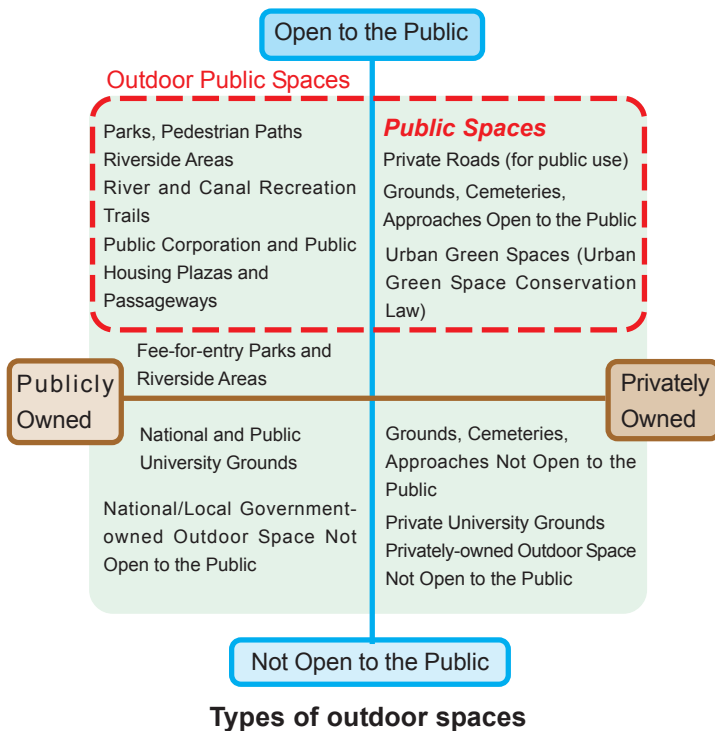 Open to the Public
Outdoor Public Spaces
Parks, Pedestrian Paths
Riverside Areas
River and Canal Recreation
Trails
Public Corporation and Public
Housing Plazas and
Passageways
Public Spaces
Private Roads (for public use)
Grounds, Cemeteries,
Approaches Open to the Public
Urban Green Spaces (Urban
Green Space Conservation
Law)
Fee-for-entry Parks and
Riverside Areas
Publicly
Owned
Privately
Owned
National and Public
University Grounds
National/Local Government-
owned Outdoor Space Not
Open to the Public
Grounds, Cemeteries,
Approaches Not Open to the
Public
Private University Grounds
Privately-owned Outdoor Space
Not Open to the Public
Not Open to the Public
Types of outdoor spaces